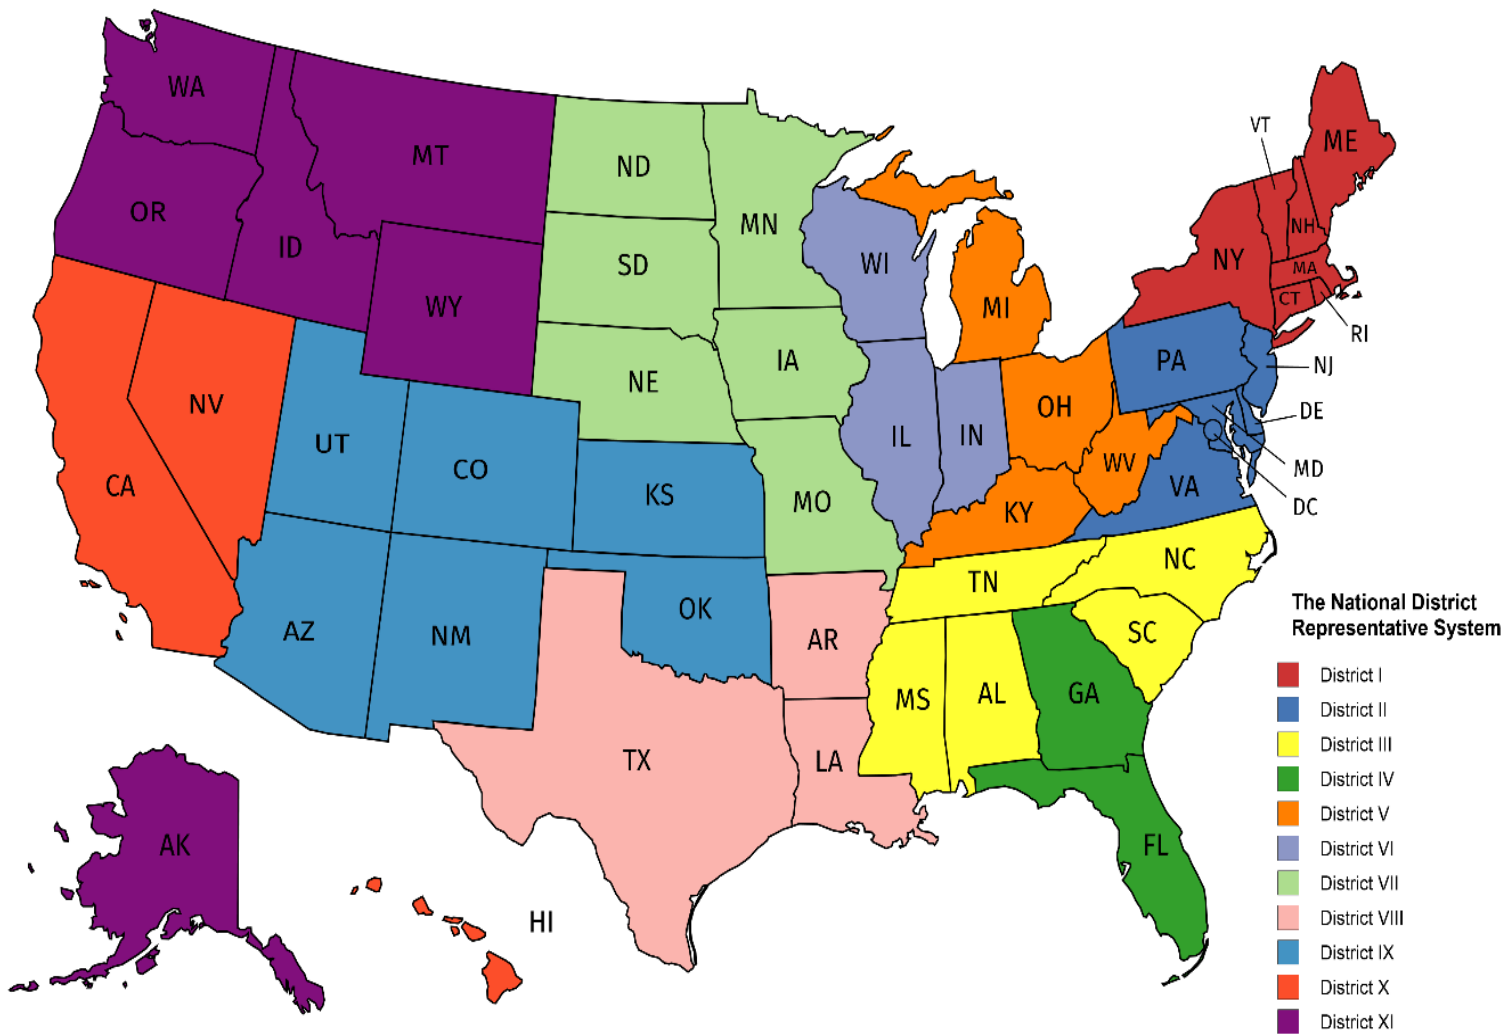 WA
MT
ND
VT
ME
OR
ID
MN
NH
SD
WI
NY
MA
WY
MI
CT
RI
IA
PA
NJ
NE
NV
OH
DE
UT
IL
IN
CO
WV
MD
CA
KS
VA
MO
DC
KY
NC
TN
OK
AZ
NM
AR
SC
The National District
Representative System
MS
AL
GA
District I
District II
TX
LA
District III
District IV
AK
FL
District V
District VI
District VII
HI
District VIII
District IX
District X
District XI